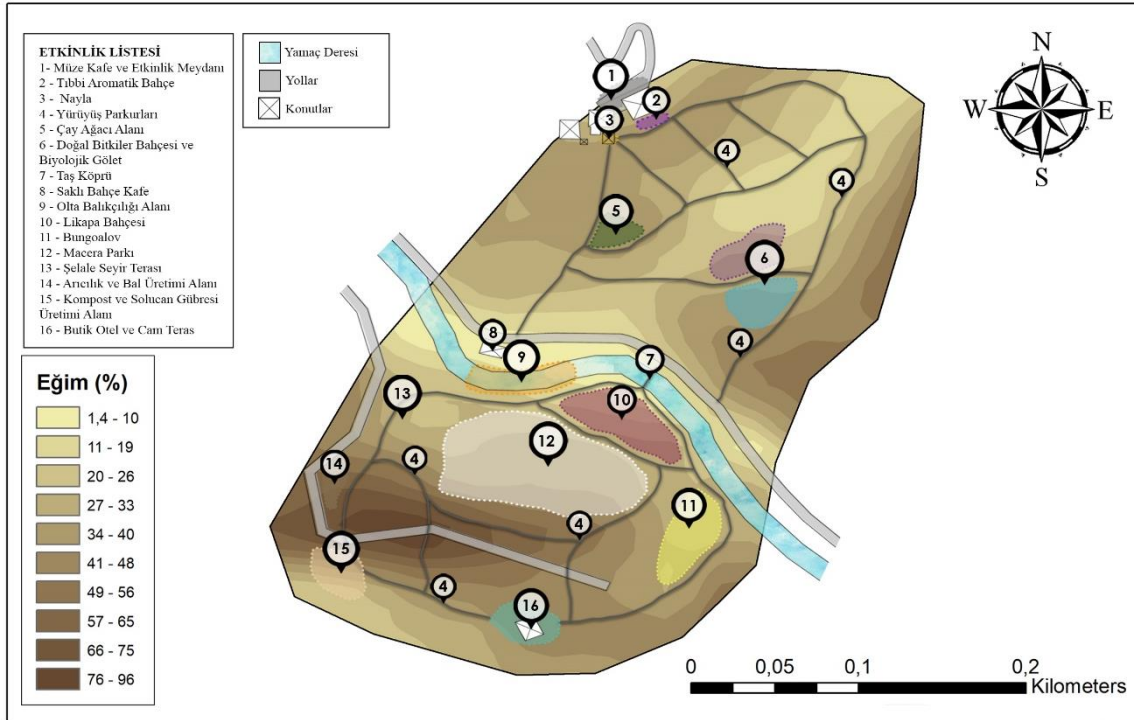 ETKİNLİK LİSTESİ
1- Müze Kafe ve Etkinlik Meydanı
2 - Tıbbi Aromatik Bahçe
3 - Nayla
4 - Yürüyüş Parkurları
5 - Çay Ağacı Alanı
6 - Doğal Bitkiler Bahçesi ve
Biyolojik Gölet
7 - Taş Köprü
8 - Saklı Bahçe Kafe
9 - Olta Balıkçılığı Alanı
10 - Likapa Bahçesi
11 - Bungoalov
12 - Macera Parkı
13 - Şelale Seyir Terası
14 - Arıcılık ve Bal Üretimi Alanı
15 - Kompost ve Solucan Gübresi
Üretimi Alanı
16 - Butik Otel ve Cam Teras
Yamaç Deresi
Yollar
Konutlar
Eğim (%)
1,4 - 10
11 - 19
20 - 26
27 - 33
34 - 40
41 - 48
49 - 56
57 - 65
66 - 75
76 - 96
N
W
E
S
1
2
3
4
4
5
6
4
8
7
9
13
10
12
4
14
11
4
15
4
16
0
0,05
0,1
0,2
Kilometers